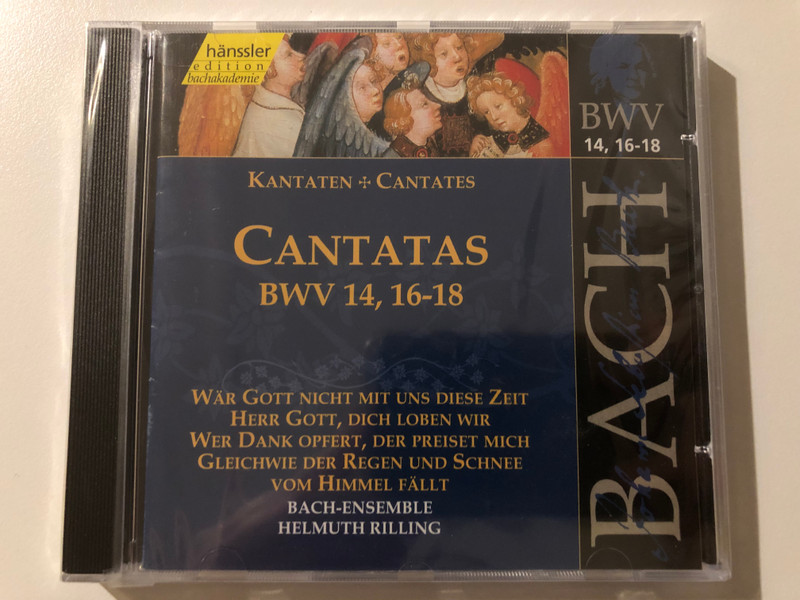 hänssler
edition
bachakademie
BWV
14, 16-18
KANTATEN ✢ CANTATES
CANTATAS
BWV 14, 16-18
WÄR GOTT NICHT MIT UNS DIESE ZEIT
HERR GOTT, DICH LOBEN WIR
WER DANK OPFERT, DER PREISET MICH
GLEICHWIE DER REGEN UND SCHNEE
VOM HIMMEL FÄLLT
BACH-ENSEMBLE
HELMUTH RILLING
BACH